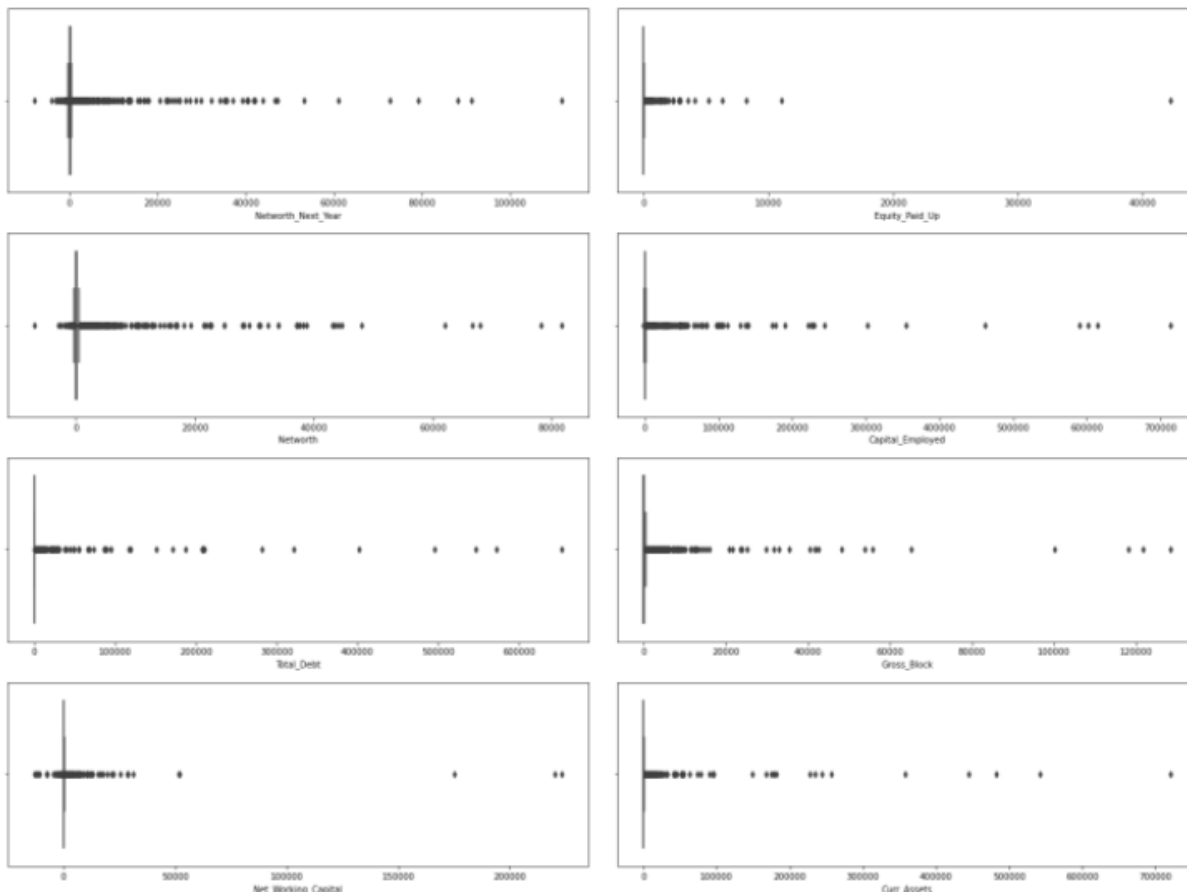 0 20000 40000 60000 80000 100000
Networth_Next_Year
0 10000 20000 30000 40000
Equity_Paid_Up
0 20000 40000 60000 80000
Networth
0 100000 200000 300000 400000 500000 600000 700000
Capital_Employed
0 100000 200000 300000 400000 500000 600000
Total_Debt
0 20000 40000 60000 80000 100000 120000
Gross_Block
0 50000 100000 150000 200000
Net_Working_Capital
0 100000 200000 300000 400000 500000 600000 700000
Curr_Assets